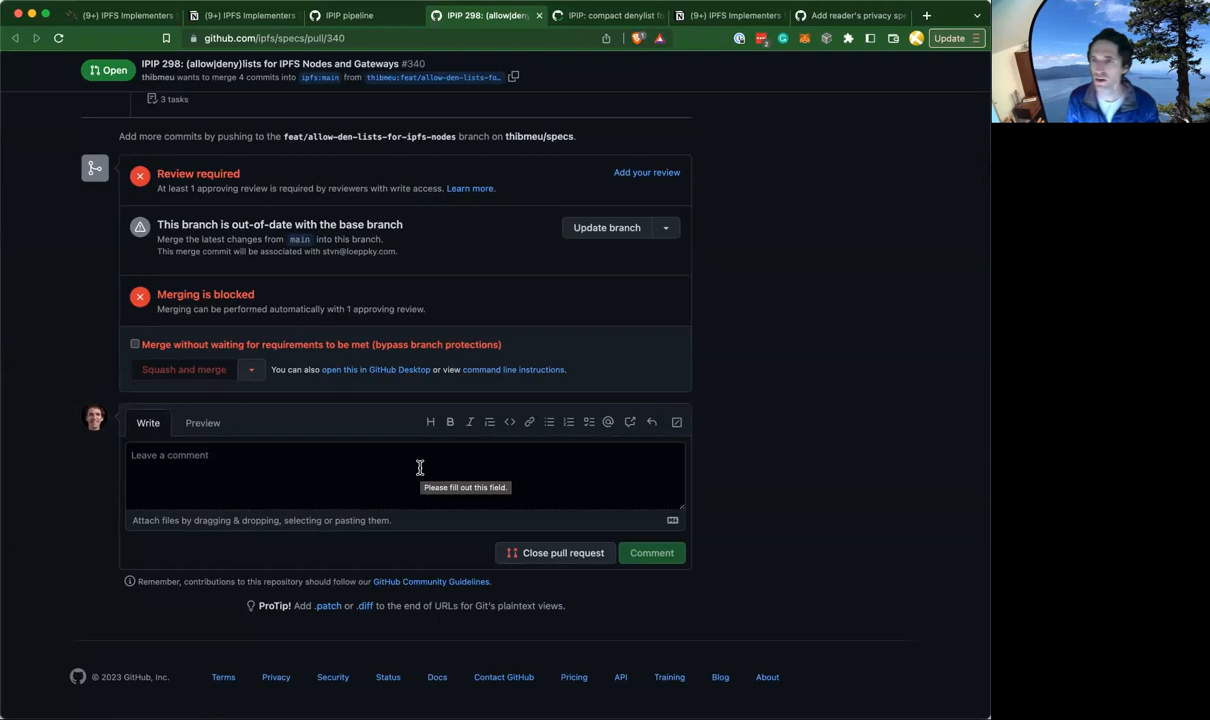 (9+) IPFS Implementers
(9+) IPFS Implementers
IPIP pipeline
IPIP 298: (allow|deny)
IPIP: compact denylist fo
(9+) IPFS Implementers
Add reader's privacy spe
github.com/ipfs/specs/pull/340
2
1
2
Update
Open
IPIP 298: (allow|deny)lists for IPFS Nodes and Gateways #340
thibmeu wants to merge 4 commits into ipfs:main from thibmeu:feat/allow-den-lists-fo...
3 tasks
Add more commits by pushing to the feat/allow-den-lists-for-ipfs-nodes branch on thibmeu/specs.
Review required
Add your review
At least 1 approving review is required by reviewers with write access. Learn more.
This branch is out-of-date with the base branch
Update branch
Merge the latest changes from main into this branch.
This merge commit will be associated with stvn@loeppky.com.
Merging is blocked
Merging can be performed automatically with 1 approving review.
Merge without waiting for requirements to be met (bypass branch protections)
Squash and merge
You can also open this in GitHub Desktop or view command line instructions.
Write
Preview
Leave a comment
Please fill out this field.
Attach files by dragging & dropping, selecting or pasting them.
Close pull request
Comment
Remember, contributions to this repository should follow our GitHub Community Guidelines.
ProTip! Add .patch or .diff to the end of URLs for Git's plaintext views.
© 2023 GitHub, Inc.
Terms
Privacy
Security
Status
Docs
Contact GitHub
Pricing
API
Training
Blog
About